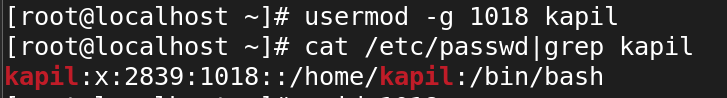 [root@localhost ~]# usermod -g 1018 kapil
[root@localhost ~]# cat /etc/passwd|grep kapil
kapil:x:2839:1018::/home/kapil:/bin/bash